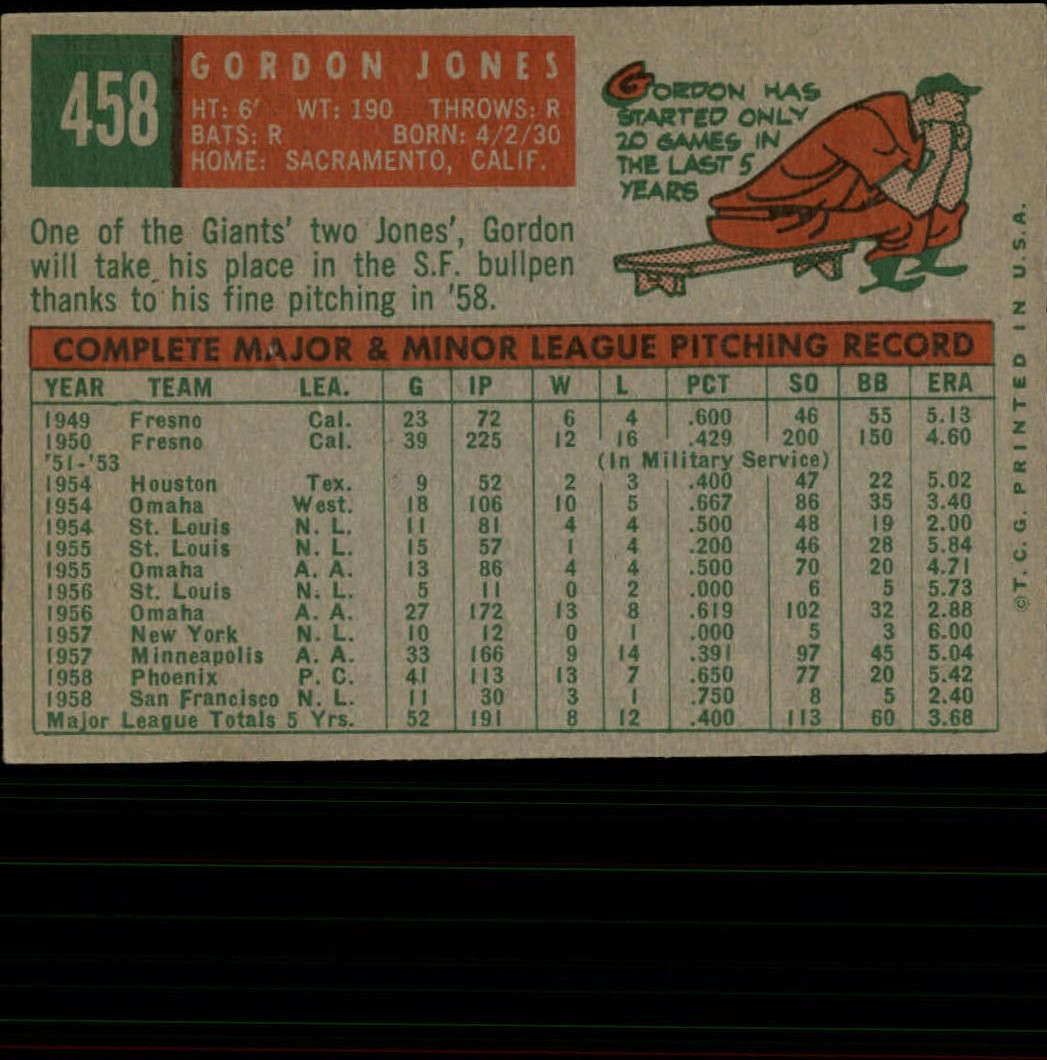 458
GORDON JONES
HT: 6' WT: 190 THROWS: R
BATS: R BORN: 4/2/30
HOME: SACRAMENTO, CALIF.
GORDON HAS
STARTED ONLY
20 GAMES IN
THE LAST 5
YEARS
One of the Giants' two Jones', Gordon
will take his place in the S.F. bullpen
thanks to his fine pitching in '58.
COMPLETE MAJOR & MINOR LEAGUE PITCHING RECORD
YEAR TEAM LEA. G IP W L PCT SO BB ERA
1949 Fresno Cal. 23 72 6 4 .600 46 55 5.13
1950 Fresno Cal. 39 225 12 16 .429 200 150 4.60
'51-'53 (In Military Service)
1954 Houston Tex. 9 52 2 3 .400 47 22 5.02
1954 Omaha West. 18 106 10 5 .667 86 35 3.40
1954 St. Louis N. L. 11 81 4 4 .500 48 19 2.00
1955 St. Louis N. L. 15 57 1 4 .200 46 28 5.84
1955 Omaha A. A. 13 86 4 4 .500 70 20 4.71
1956 St. Louis N. L. 5 11 0 2 .000 6 5 5.73
1956 Omaha A. A. 27 172 13 8 .619 102 32 2.88
1957 New York N. L. 10 12 0 1 .000 5 3 6.00
1957 Minneapolis A. A. 33 166 9 14 .391 97 45 5.04
1958 Phoenix P. C. 41 113 13 7 .650 77 20 5.42
1958 San Francisco N. L. 11 30 3 1 .750 8 5 2.40
Major League Totals 5 Yrs. 52 191 8 12 .400 113 60 3.68
©T.C.G. PRINTED IN U.S.A.